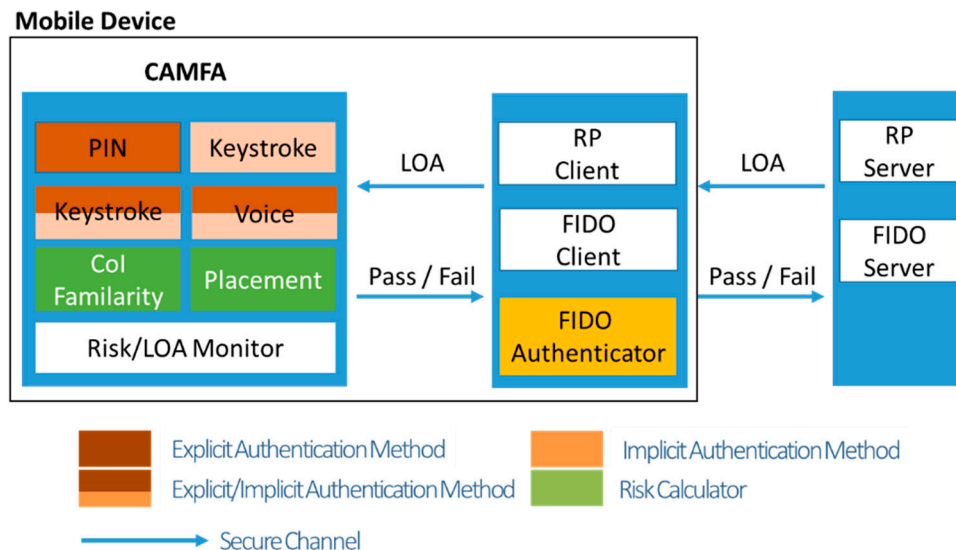 Mobile Device
CAMFA
PIN
Keystroke
Keystroke
Voice
CoI
Familarity
Placement
Risk/LOA Monitor
LOA
Pass / Fail
RP
Client
FIDO
Client
FIDO
Authenticator
LOA
Pass / Fail
RP
Server
FIDO
Server
Explicit Authentication Method
Implicit Authentication Method
Explicit/Implicit Authentication Method
Risk Calculator
Secure Channel